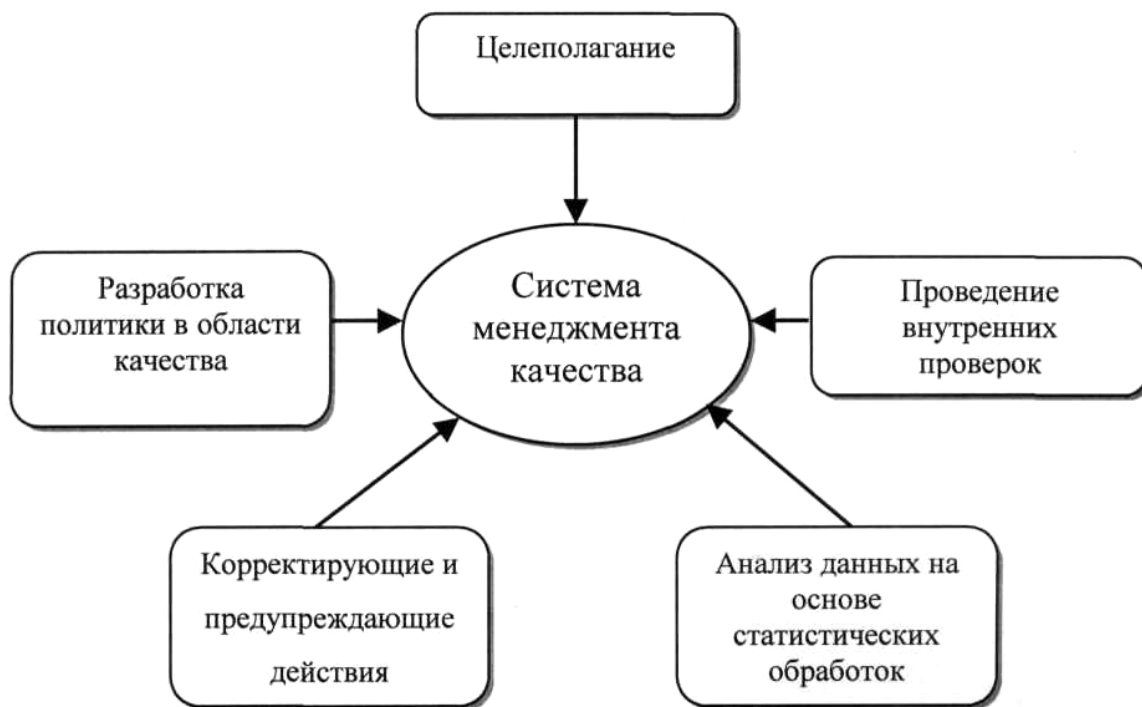 Целеполагание
Разработка
политики в области
качества
Система
менеджмента
качества
Проведение
внутренних
проверок
Корректирующие и
предупреждающие
действия
Анализ данных на
основе
статистических
обработок